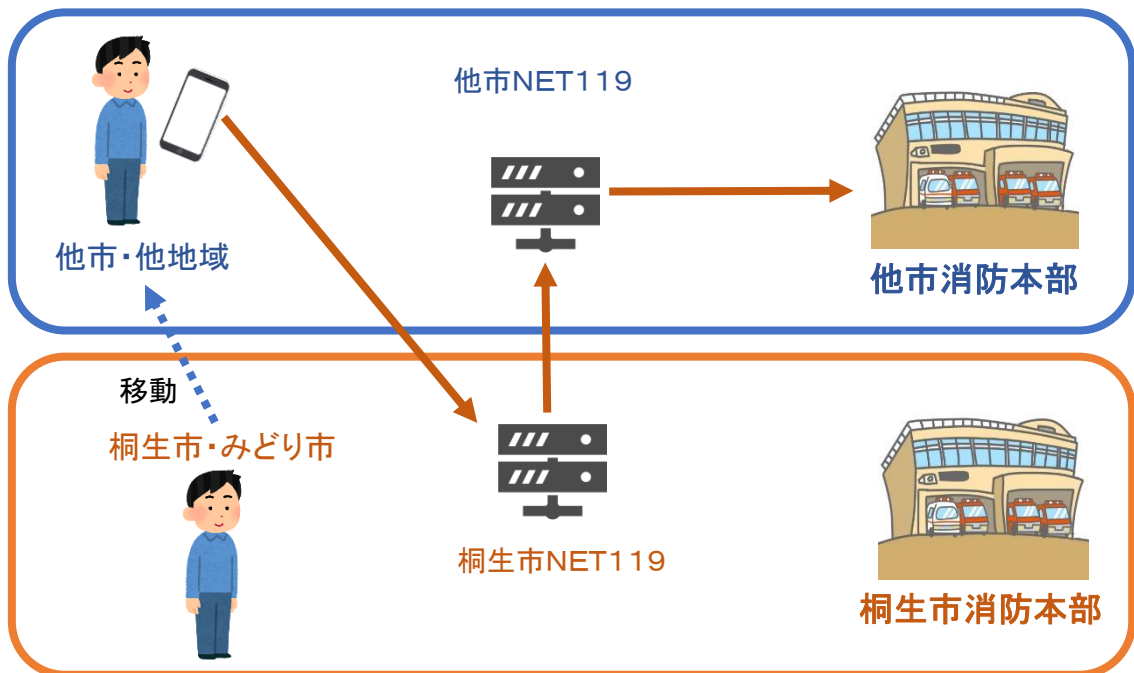 他市NET119
他市・他地域
他市消防本部
移動
桐生市・みどり市
桐生市NET119
桐生市消防本部